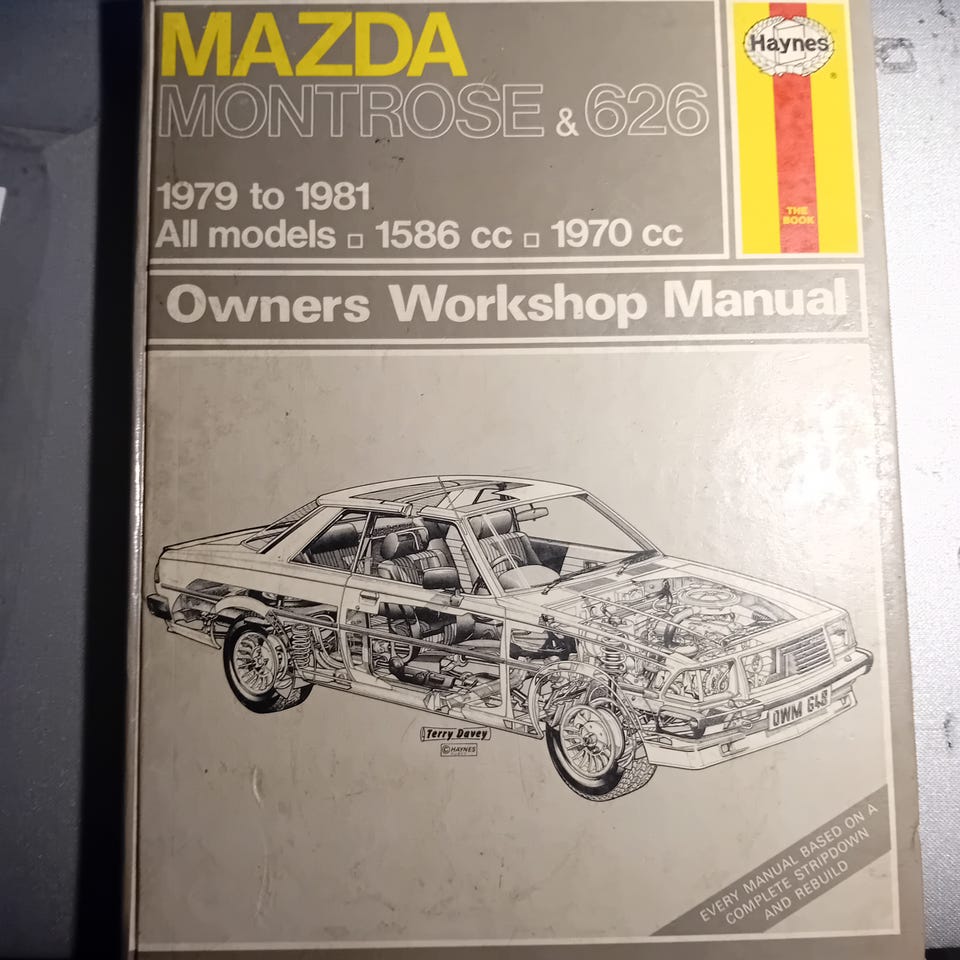 MAZDA
MONTROSE & 626
1979 to 1981
All models □ 1586 cc □ 1970 cc
Haynes
®
THE
BOOK
Owners Workshop Manual
OWM 648
Terry Davey
© HAYNES
EVERY MANUAL BASED ON A
COMPLETE STRIPDOWN
AND REBUILD